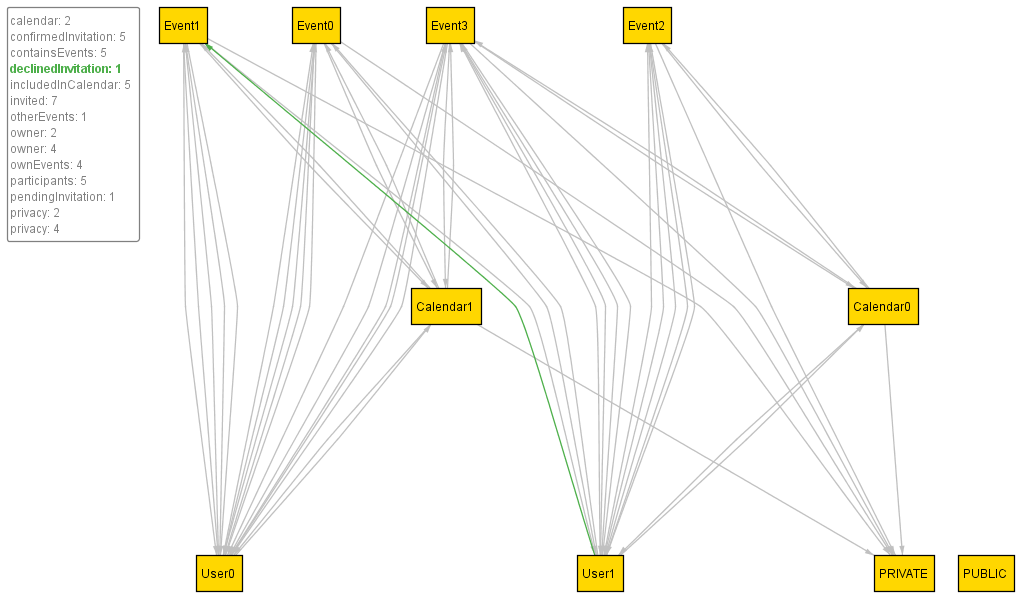 calendar: 2
confirmedInvitation: 5
containsEvents: 5
declinedInvitation: 1
includedInCalendar: 5
invited: 7
otherEvents: 1
owner: 2
owner: 4
ownEvents: 4
participants: 5
pendingInvitation: 1
privacy: 2
privacy: 4
Event1
Event0
Event3
Event2
Calendar1
Calendar0
User0
User1
PRIVATE
PUBLIC